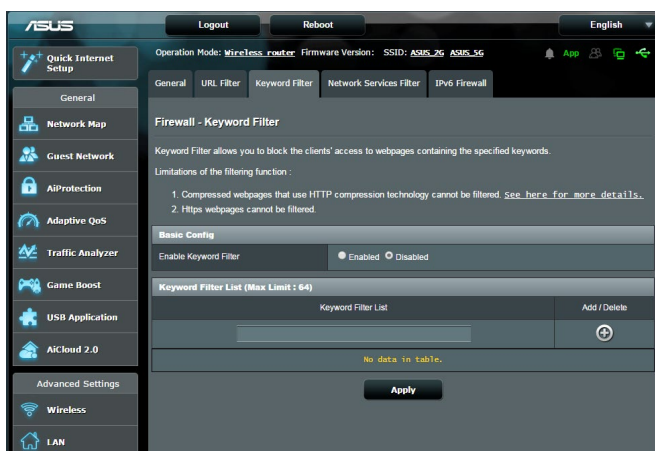 ASUS
Logout
Reboot
English
Quick Internet Setup
Operation Mode: Wireless router Firmware Version: SSID: ASUS_2G ASUS_5G
App
General
URL Filter
Keyword Filter
Network Services Filter
IPv6 Firewall
General
Network Map
Guest Network
AiProtection
Adaptive QoS
Traffic Analyzer
Game Boost
USB Application
AiCloud 2.0
Advanced Settings
Wireless
LAN
Firewall - Keyword Filter
Keyword Filter allows you to block the clients' access to webpages containing the specified keywords.
Limitations of the filtering function :
1. Compressed webpages that use HTTP compression technology cannot be filtered. See here for more details.
2. Https webpages cannot be filtered.
Basic Config
Enable Keyword Filter
Enabled Disabled
Keyword Filter List (Max Limit : 64)
Keyword Filter List
Add / Delete
No data in table.
Apply